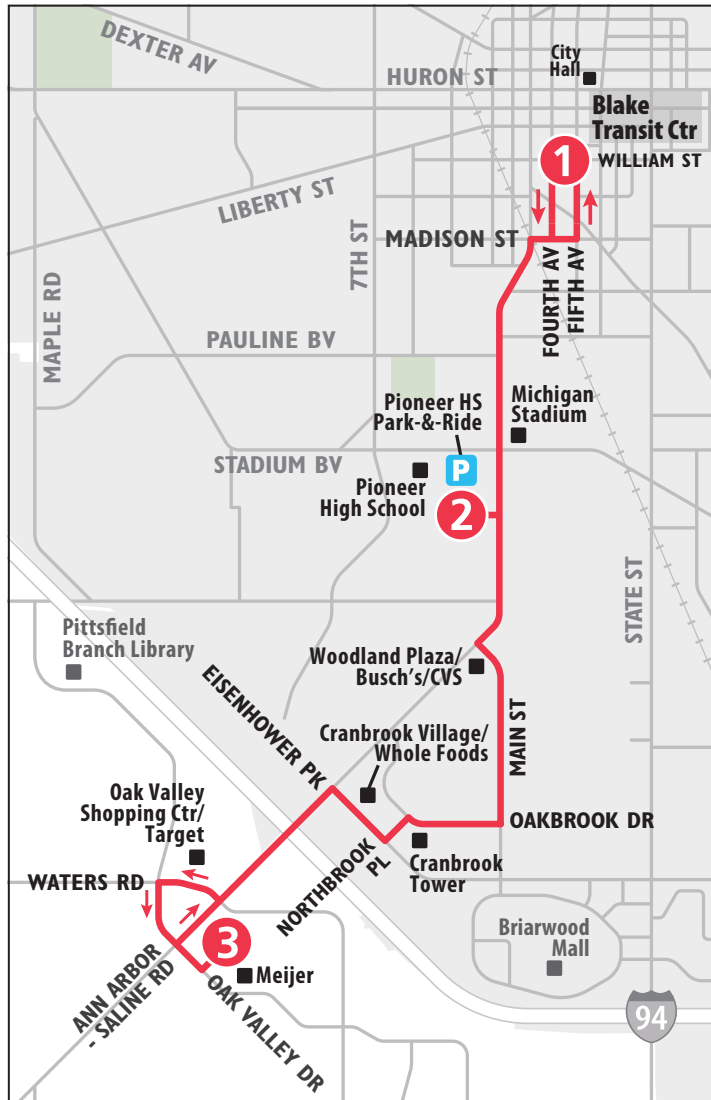 DEXTER AV
HURON ST
City
Hall
Blake
Transit Ctr
1
WILLIAM ST
LIBERTY ST
7TH ST
MADISON ST
FOURTH AV
FIFTH AV
MAPLE RD
PAULINE BV
Pioneer HS
Park-&-Ride
Michigan
Stadium
STADIUM BV
P
Pioneer
High School
2
STATE ST
Pittsfield
Branch Library
Woodland Plaza/
Busch's/CVS
EISENHOWER PK
MAIN ST
Cranbrook Village/
Whole Foods
Oak Valley
Shopping Ctr/
Target
OAKBROOK DR
NORTHBROOK
PL
Cranbrook
Tower
WATERS RD
3
Briarwood
Mall
ANN ARBOR
- SALINE RD
Meijer
OAK VALLEY DR
94